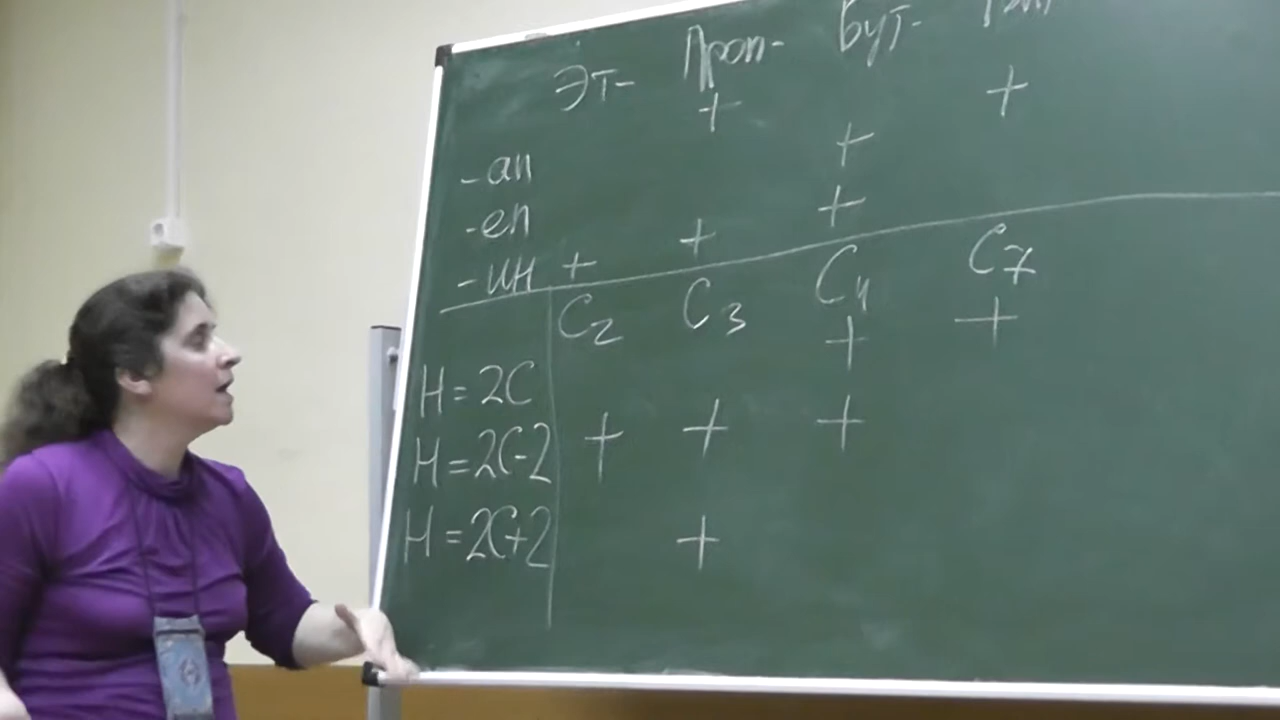 Эт- Проп- Бут-
+ +
-ан +
-ен +
-ин + +
C2 C3 C4 C7
H=2C + +
H=2C-2 + + +
H=2C+2 +